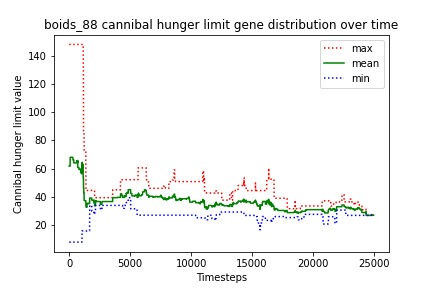 boids_88 cannibal hunger limit gene distribution over time
Cannibal hunger limit value
140
120
100
80
60
40
20
max
mean
min
0
5000
10000
15000
20000
25000
Timesteps